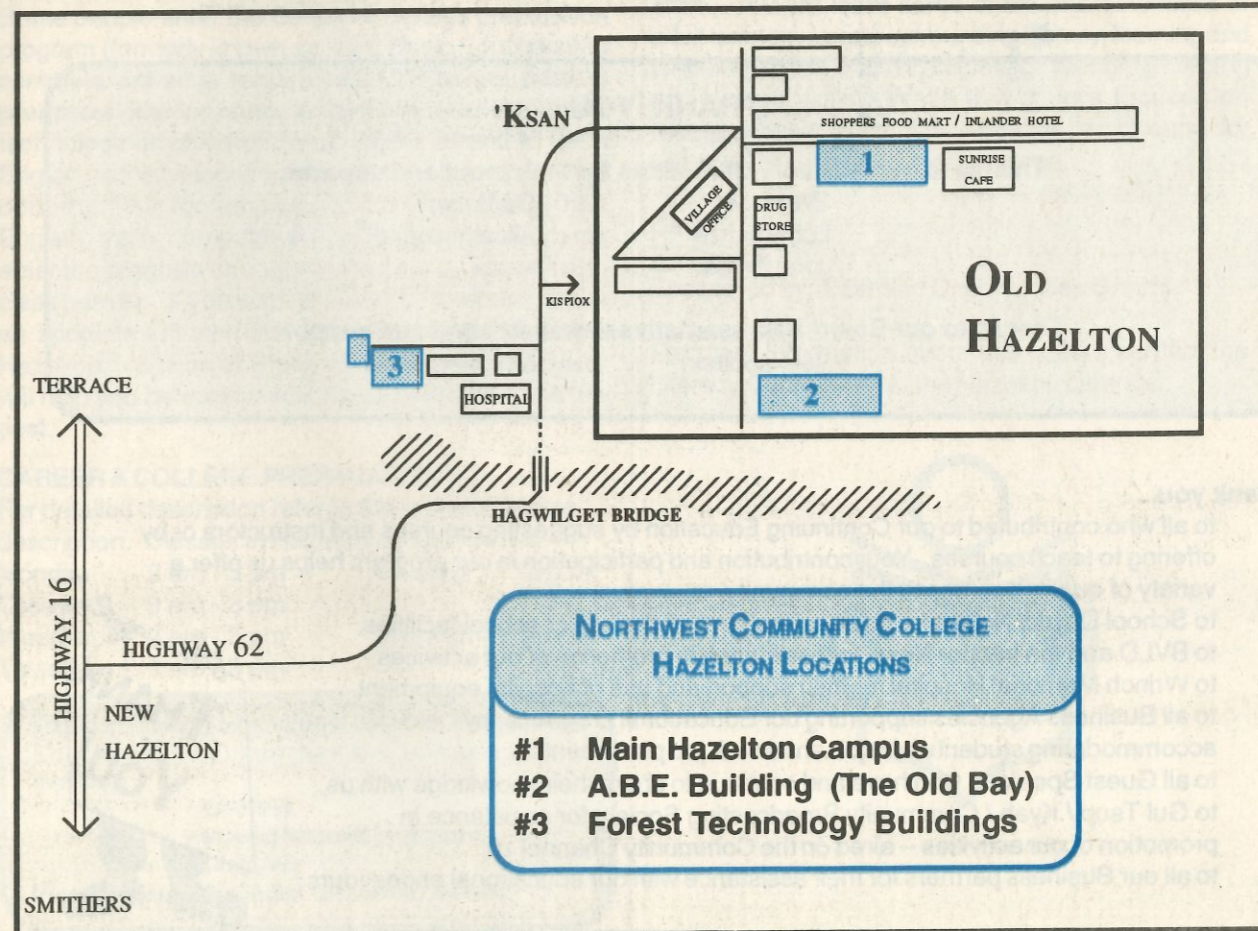 'KSAN
SHOPPERS FOOD MART / INLANDER HOTEL
1
SUNRISE
CAFE
VILLAGE
OFFICE
DRUG
STORE
KISPIOX
OLD
HAZELTON
3
HOSPITAL
2
TERRACE
HAGWILGET BRIDGE
HIGHWAY 16
HIGHWAY 62
NEW
HAZELTON
SMITHERS
NORTHWEST COMMUNITY COLLEGE
HAZELTON LOCATIONS
#1 Main Hazelton Campus
#2 A.B.E. Building (The Old Bay)
#3 Forest Technology Buildings